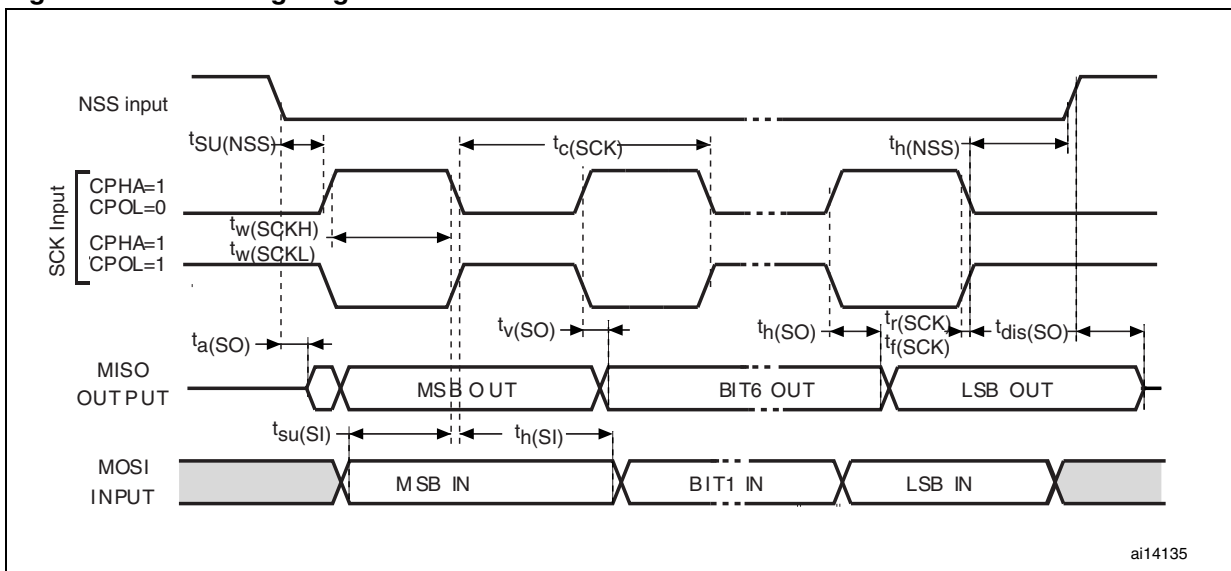 NSS input
tSU(NSS)
tc(SCK)
th(NSS)
SCK Input
CPHA=1
CPOL=0
tw(SCKH)
CPHA=1
tw(SCKL)
CPOL=1
ta(SO)
tv(SO)
th(SO)
tr(SCK)
tf(SCK)
tdis(SO)
MISO
OUTPUT
MSB OUT
BIT6 OUT
LSB OUT
tsu(SI)
th(SI)
MOSI
INPUT
MSB IN
BIT1 IN
LSB IN
ai14135